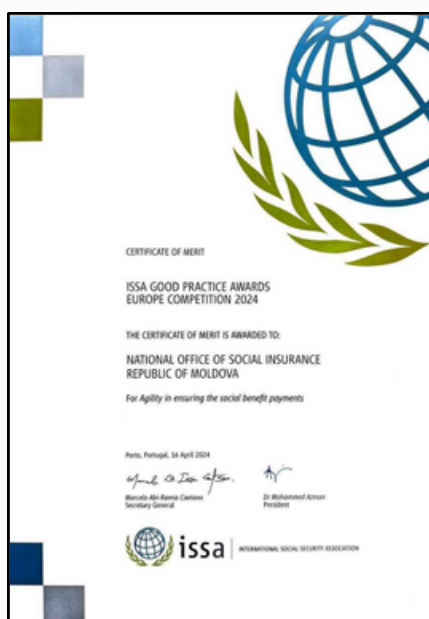 CERTIFICATE OF MERIT
ISSA GOOD PRACTICE AWARDS
EUROPE COMPETITION 2024
THE CERTIFICATE OF MERIT IS AWARDED TO:
NATIONAL OFFICE OF SOCIAL INSURANCE
REPUBLIC OF MOLDOVA
For Agility in ensuring the social benefit payments
Porto, Portugal, 16 April 2024
Marcelo Abi-Ramia Caetano
Secretary General
Dr Mohammed Azman
President
issa
INTERNATIONAL SOCIAL SECURITY ASSOCIATION